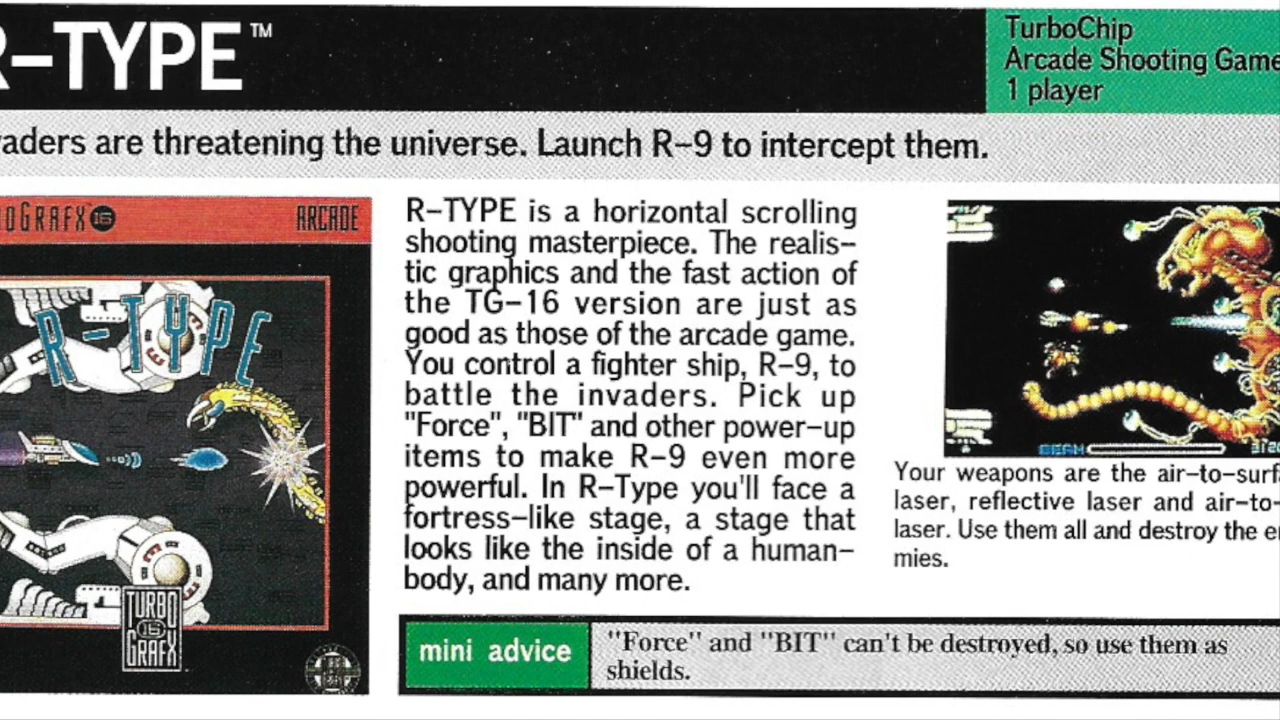 R-TYPE™
TurboChip
Arcade Shooting Game
1 player
vaders are threatening the universe. Launch R-9 to intercept them.
OGRAFX 16
ARCADE
R-TYPE
TURBO
16
GRAFX
R-TYPE is a horizontal scrolling
shooting masterpiece. The realis-
tic graphics and the fast action of
the TG-16 version are just as
good as those of the arcade game.
You control a fighter ship, R-9, to
battle the invaders. Pick up
"Force", "BIT" and other power-up
items to make R-9 even more
powerful. In R-Type you'll face a
fortress-like stage, a stage that
looks like the inside of a human-
body, and many more.
BEAM
Your weapons are the air-to-surfa
laser, reflective laser and air-to-
laser. Use them all and destroy the e
mies.
mini advice
"Force" and "BIT" can't be destroyed, so use them as
shields.